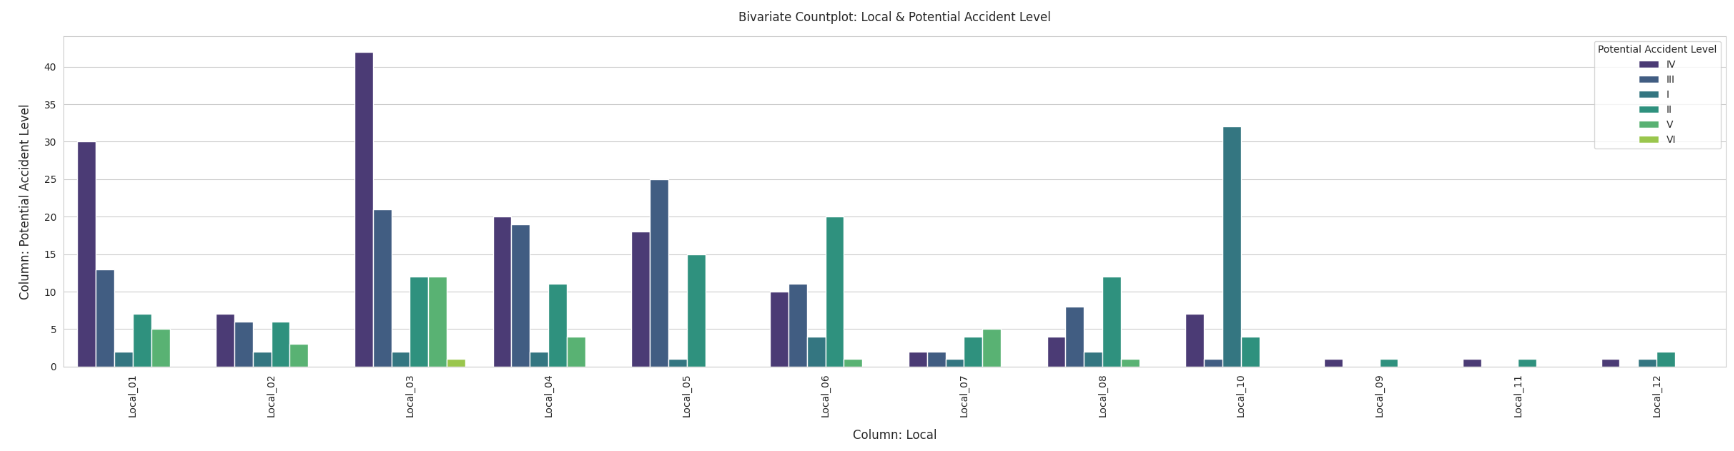 Bivariate Countplot: Local & Potential Accident Level
Column: Potential Accident Level
40
35
30
25
20
15
10
5
0
Potential Accident Level
IV
III
I
II
V
VI
Local_01
Local_02
Local_03
Local_04
Local_05
Local_06
Local_07
Local_08
Local_10
Local_09
Local_11
Local_12
Column: Local